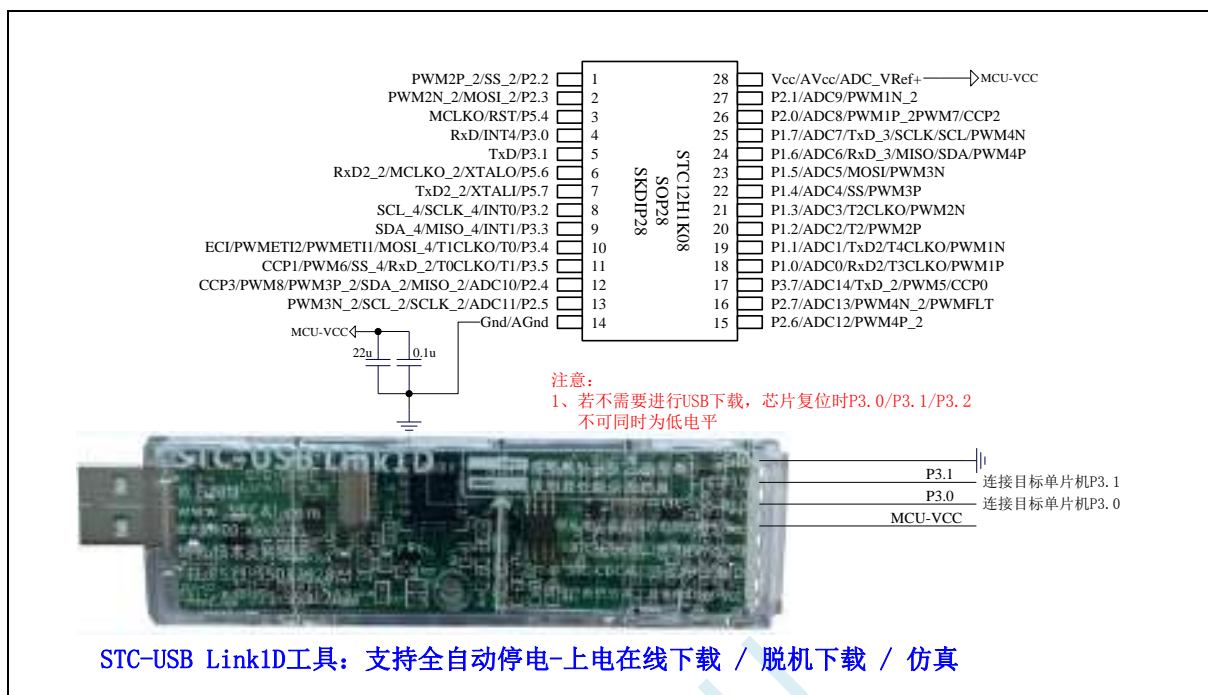 PWM2P_2/SS_2/P2.2 1 28 Vcc/AVcc/ADC_VRef+ MCU-VCC
PWM2N_2/MOSI_2/P2.3 2 27 P2.1/ADC9/PWM1N_2
MCLKO/RST/P5.4 3 26 P2.0/ADC8/PWM1P_2PWM7/CCP2
RxD/INT4/P3.0 4 25 P1.7/ADC7/TxD_3/SCLK/SCL/PWM4N
TxD/P3.1 5 24 P1.6/ADC6/RxD_3/MISO/SDA/PWM4P
RxD2_2/MCLKO_2/XTALO/P5.6 6 23 P1.5/ADC5/MOSI/PWM3N
TxD2_2/XTALI/P5.7 7 22 P1.4/ADC4/SS/PWM3P
SCL_4/SCLK_4/INT0/P3.2 8 21 P1.3/ADC3/T2CLKO/PWM2N
SDA_4/MISO_4/INT1/P3.3 9 20 P1.2/ADC2/T2/PWM2P
ECI/PWMETI2/PWMETI1/MOSI_4/T1CLKO/T0/P3.4 10 19 P1.1/ADC1/TxD2/T4CLKO/PWM1N
CCP1/PWM6/SS_4/RxD_2/T0CLKO/T1/P3.5 11 18 P1.0/ADC0/RxD2/T3CLKO/PWM1P
CCP3/PWM8/PWM3P_2/SDA_2/MISO_2/ADC10/P2.4 12 17 P3.7/ADC14/TxD_2/PWM5/CCP0
PWM3N_2/SCL_2/SCLK_2/ADC11/P2.5 13 16 P2.7/ADC13/PWM4N_2/PWMFLT
Gnd/AGnd 14 15 P2.6/ADC12/PWM4P_2
STC12H1K08
SOP28
SKDIP28
MCU-VCC
22u 0.1u
注意：
1、若不需要进行USB下载，芯片复位时P3.0/P3.1/P3.2
不可同时为低电平
STC-USB Link1D
P3.1 连接目标单片机P3.1
P3.0 连接目标单片机P3.0
MCU-VCC
STC-USB Link1D工具：支持全自动停电-上电在线下载 / 脱机下载 / 仿真